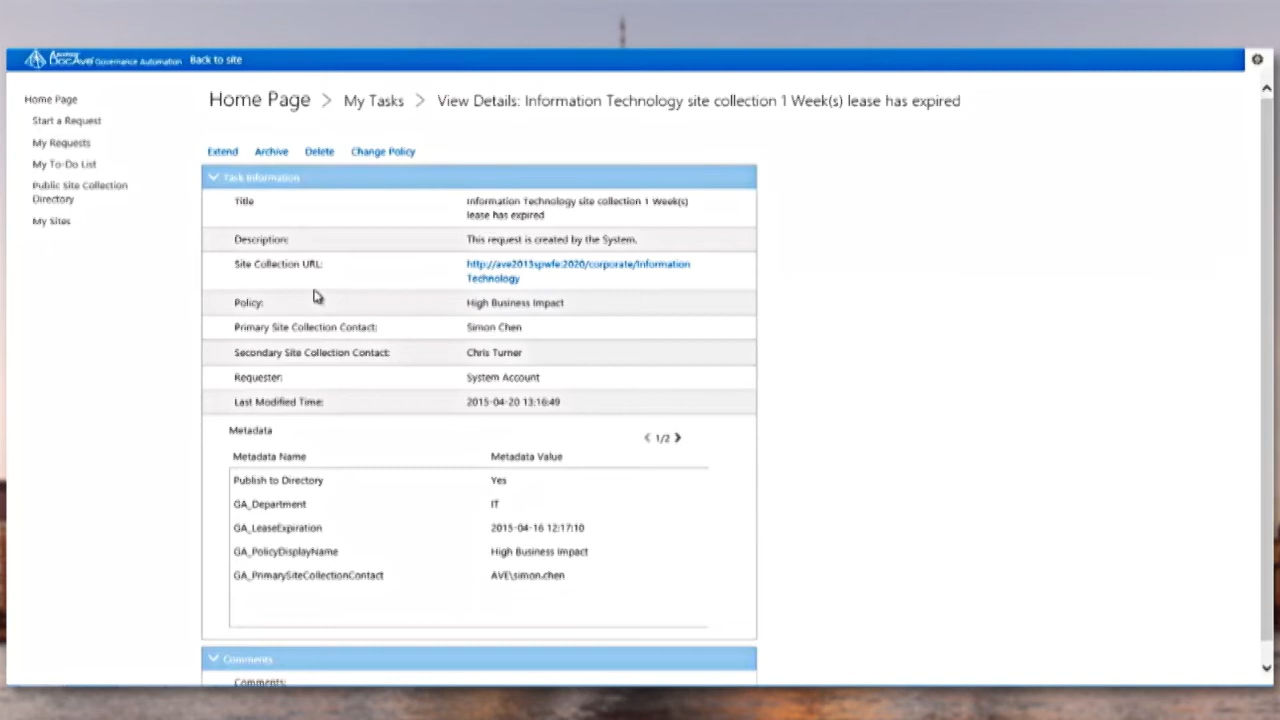 AvePoint DocAve Governance Automation Back to site
Home Page
Start a Request
My Requests
My To-Do List
Public Site Collection
Directory
My Sites
Home Page > My Tasks > View Details: Information Technology site collection 1 Week(s) lease has expired
Extend Archive Delete Change Policy
Task Information
Title Information Technology site collection 1 Week(s)
lease has expired
Description: This request is created by the System.
Site Collection URL: http://ave2013spwfe:2020/corporate/Information
Technology
Policy: High Business Impact
Primary Site Collection Contact: Simon Chen
Secondary Site Collection Contact: Chris Turner
Requester: System Account
Last Modified Time: 2015-04-20 13:16:49
Metadata
< 1/2 >
Metadata Name Metadata Value
Publish to Directory Yes
GA_Department IT
GA_LeaseExpiration 2015-04-16 12:17:10
GA_PolicyDisplayName High Business Impact
GA_PrimarySiteCollectionContact AVE\simon.chen
Comments
Comments: